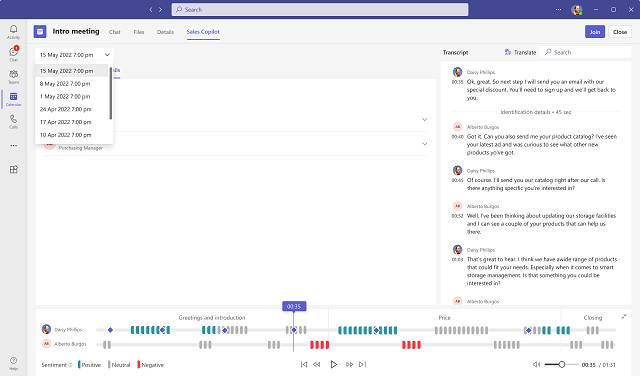 Search
Activity
Chat
Teams
Calendar
Calls
Help
Intro meeting
Chat
Files
Details
Sales Copilot
Join
Close
15 May 2022 7:00 pm
15 May 2022 7:00 pm
8 May 2022 7:00 pm
1 May 2022 7:00 pm
24 Apr 2022 7:00 pm
17 Apr 2022 7:00 pm
10 Apr 2022 7:00 pm
AB
Purchasing Manager
Transcript
Translate
Search
Daisy Phillips
00:35 Ok, great. So next step I will send you an email with our
special discount. You'll need to sign up and we'll get back to
you.
Identification details • 45 sec
AB Alberto Burgos
00:40 Got it. Can you also send me your product catalog? I've seen
your latest ad and was curious to see what other new
products you've got.
Daisy Phillips
00:45 Of course. I'll send you our catalog right after our call. Is
there anything specific you're interested in?
AB Alberto Burgos
00:52 Well, I've been thinking about updating our storage facilities
and I can see a couple of your products that can help us
there.
Daisy Phillips
01:03 That's great to hear. I think we have awide range of products
that could fit your needs. Especially when it comes to smart
storage management. Is that something you could be
interested in?
AB Alberto Burgos
00:35
Greetings and introduction
Price
Closing
Daisy Phillips
AB Alberto Burgos
Sentiment
Positive
Neutral
Negative
00:35 / 01:31